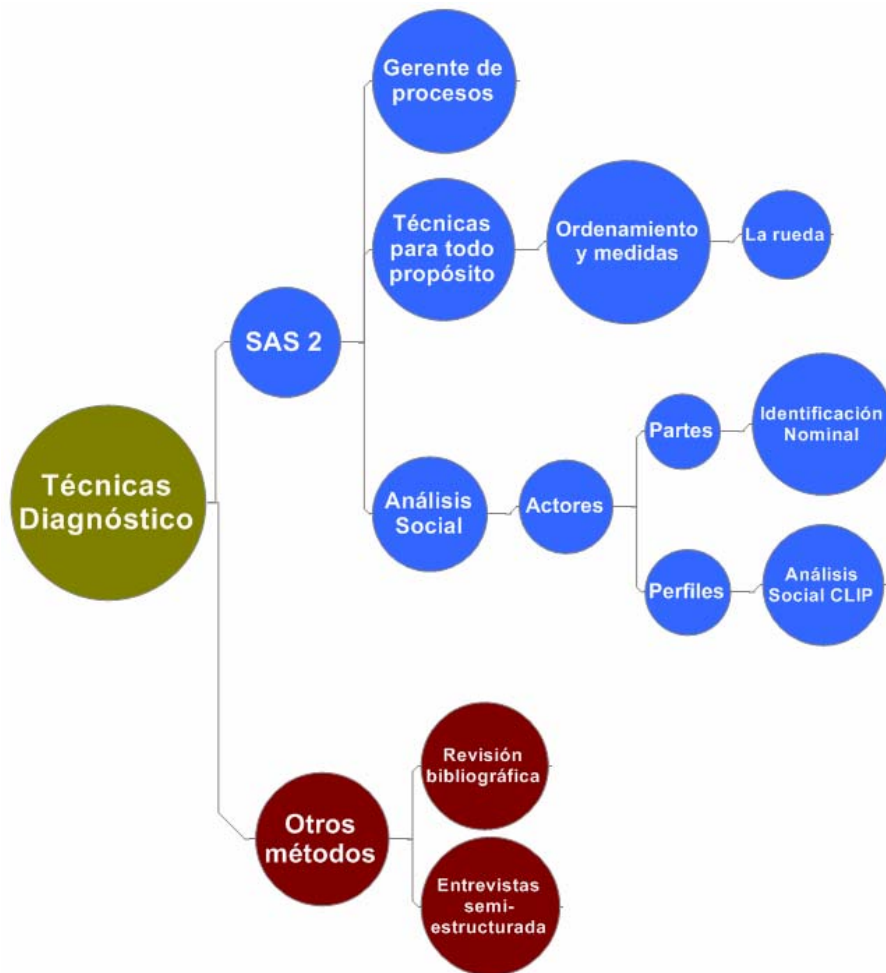 Gerente de
procesos
Técnicas
para todo
propósito
Ordenamiento
y medidas
La rueda
SAS 2
Identificación
Nominal
Partes
Técnicas
Diagnóstico
Análisis
Social
Actores
Perfiles
Análisis
Social CLIP
Revisión
bibliográfica
Otros
métodos
Entrevistas
semi-
estructurada